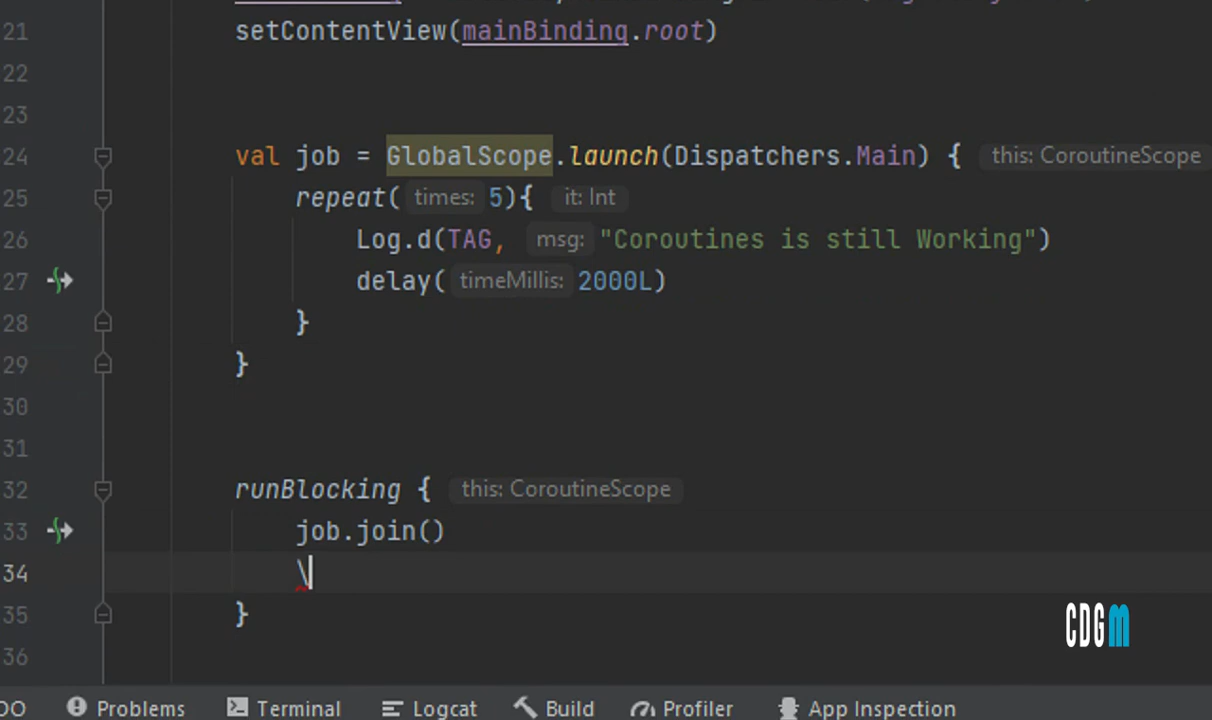 21 setContentView(mainBinding.root)
22
23
24 val job = GlobalScope.launch(Dispatchers.Main) { this: CoroutineScope
25 repeat( times: 5){ it: Int
26 Log.d(TAG, msg: "Coroutines is still Working")
27 delay( timeMillis: 2000L)
28 }
29 }
30
31
32 runBlocking { this: CoroutineScope
33 job.join()
34 \
35 }
CDGM
36
DO Problems Terminal Logcat Build Profiler App Inspection